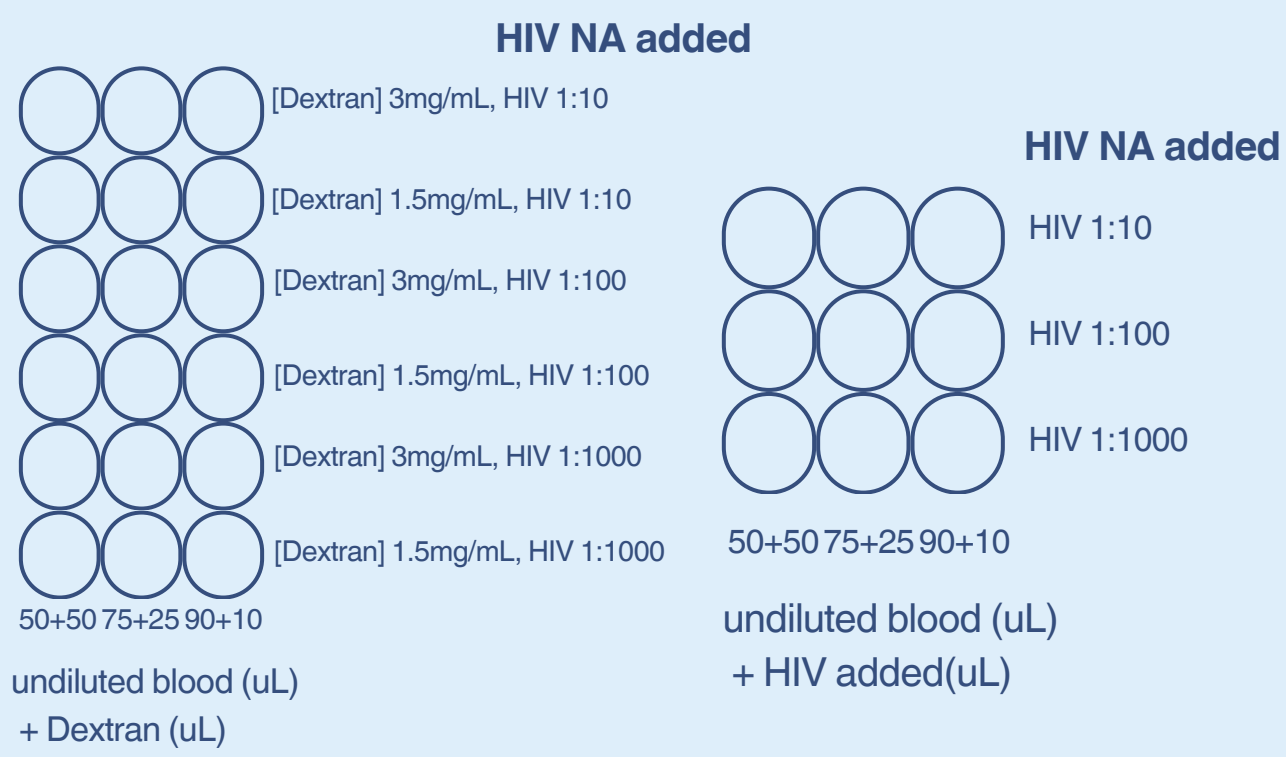 HIV NA added
[Dextran] 3mg/mL, HIV 1:10
[Dextran] 1.5mg/mL, HIV 1:10
[Dextran] 3mg/mL, HIV 1:100
[Dextran] 1.5mg/mL, HIV 1:100
[Dextran] 3mg/mL, HIV 1:1000
[Dextran] 1.5mg/mL, HIV 1:1000
50+50 75+25 90+10
undiluted blood (uL)
+ Dextran (uL)
HIV NA added
HIV 1:10
HIV 1:100
HIV 1:1000
50+50 75+25 90+10
undiluted blood (uL)
+ HIV added(uL)